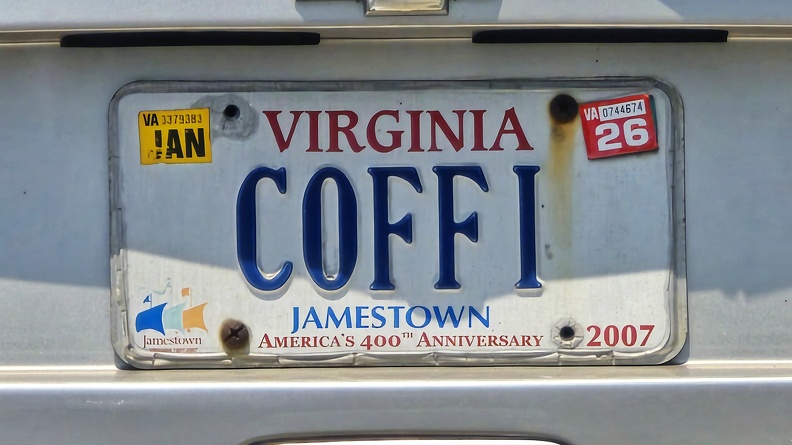 VA 3379383
JAN
VIRGINIA
VA 0744674
26
COFFI
Jamestown
JAMESTOWN
AMERICA'S 400TH ANNIVERSARY
2007